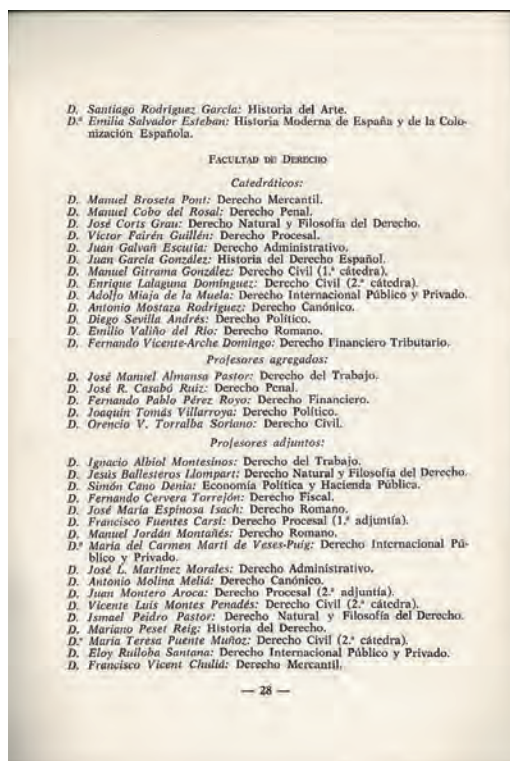 D. Santiago Rodríguez García: Historia del Arte.
D.ª Emilia Salvador Esteban: Historia Moderna de España y de la Colo-
nización Española.
FACULTAD DE DERECHO
Catedráticos:
D. Manuel Broseta Pont: Derecho Mercantil.
D. Manuel Cobo del Rosal: Derecho Penal.
D. José Corts Grau: Derecho Natural y Filosofía del Derecho.
D. Víctor Fairén Guillén: Derecho Procesal.
D. Juan Galvañ Escutia: Derecho Administrativo.
D. Juan García González: Historia del Derecho Español.
D. Manuel Gitrama González: Derecho Civil (1.ª cátedra).
D. Enrique Lalaguna Domínguez: Derecho Civil (2.ª cátedra).
D. Adolfo Miaja de la Muela: Derecho Internacional Público y Privado.
D. Antonio Mostaza Rodríguez: Derecho Canónico.
D. Diego Sevilla Andrés: Derecho Político.
D. Emilio Valiño del Río: Derecho Romano.
D. Fernando Vicente-Arche Domingo: Derecho Financiero Tributario.
Profesores agregados:
D. José Manuel Almansa Pastor: Derecho del Trabajo.
D. José R. Casabó Ruiz: Derecho Penal.
D. Fernando Pablo Pérez Royo: Derecho Financiero.
D. Joaquín Tomás Villarroya: Derecho Político.
D. Orencio V. Torralba Soriano: Derecho Civil.
Profesores adjuntos:
D. Ignacio Albiol Montesinos: Derecho del Trabajo.
D. Jesús Ballesteros Llompart: Derecho Natural y Filosofía del Derecho.
D. Simón Cano Denia: Economía Política y Hacienda Pública.
D. Fernando Cervera Torrejón: Derecho Fiscal.
D. José María Espinosa Isach: Derecho Romano.
D. Francisco Fuentes Carsí: Derecho Procesal (1.ª adjuntía).
D. Manuel Jordán Montañés: Derecho Romano.
D.ª María del Carmen Martí de Veses-Puig: Derecho Internacional Pú-
blico y Privado.
D. José L. Martínez Morales: Derecho Administrativo.
D. Antonio Molina Meliá: Derecho Canónico.
D. Juan Montero Aroca: Derecho Procesal (2.ª adjuntía).
D. Vicente Luis Montes Penadés: Derecho Civil (2.ª cátedra).
D. Ismael Peidro Pastor: Derecho Natural y Filosofía del Derecho.
D. Mariano Peset Reig: Historia del Derecho.
D.ª María Teresa Puente Muñoz: Derecho Civil (2.ª cátedra).
D. Eloy Ruiloba Santana: Derecho Internacional Público y Privado.
D. Francisco Vicent Chuliá: Derecho Mercantil.
— 28 —